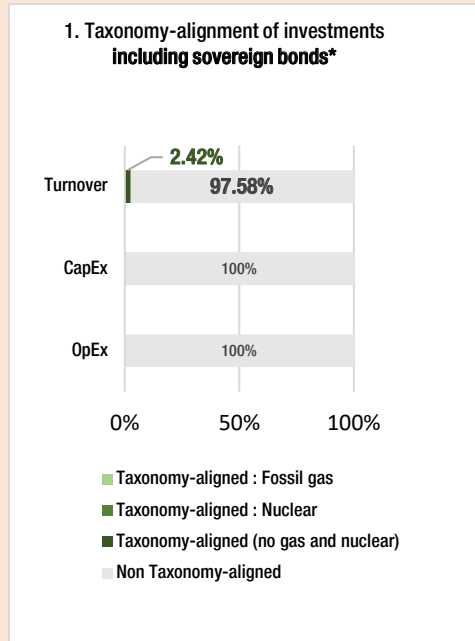 1. Taxonomy-alignment of investments
including sovereign bonds*
2.42%
Turnover
97.58%
CapEx
100%
OpEx
100%
0%
50%
100%
Taxonomy-aligned : Fossil gas
Taxonomy-aligned : Nuclear
Taxonomy-aligned (no gas and nuclear)
Non Taxonomy-aligned